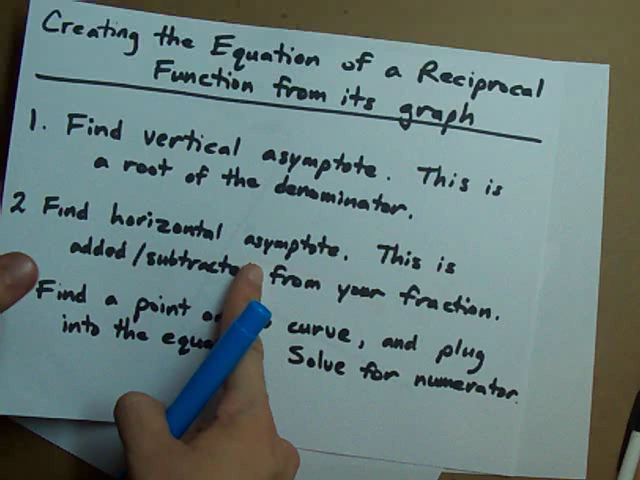 Creating the Equation of a Reciprocal
Function from its graph
1. Find vertical asymptote. This is
a root of the denominator.
2 Find horizontal asymptote. This is
added/subtracte from your fraction.
Find a point o curve, and plug
into the equa Solve for numerator.